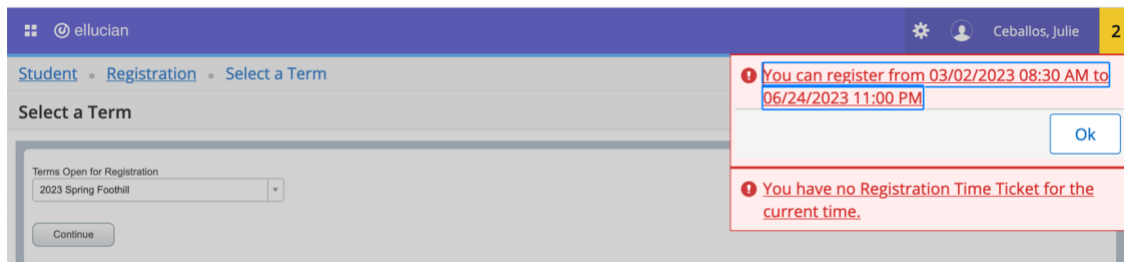 ellucian
Ceballos, Julie
2
Student • Registration • Select a Term
Select a Term
You can register from 03/02/2023 08:30 AM to
06/24/2023 11:00 PM
Ok
You have no Registration Time Ticket for the
current time.
Terms Open for Registration
2023 Spring Foothill
Continue